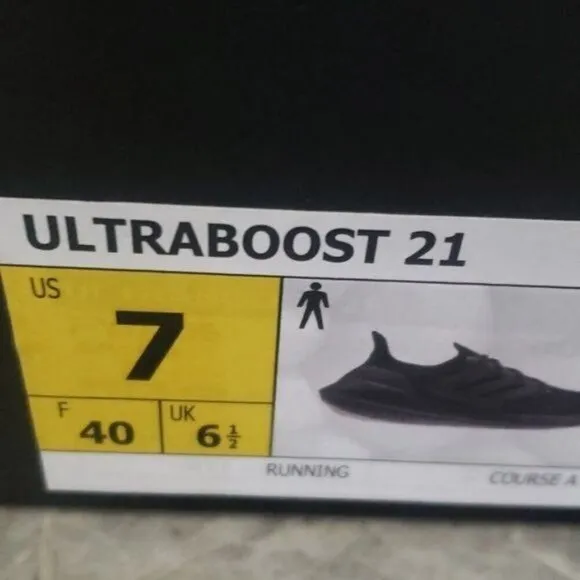 ULTRABOOST 21
US
7
F 40
UK 6½
RUNNING
COURSE A